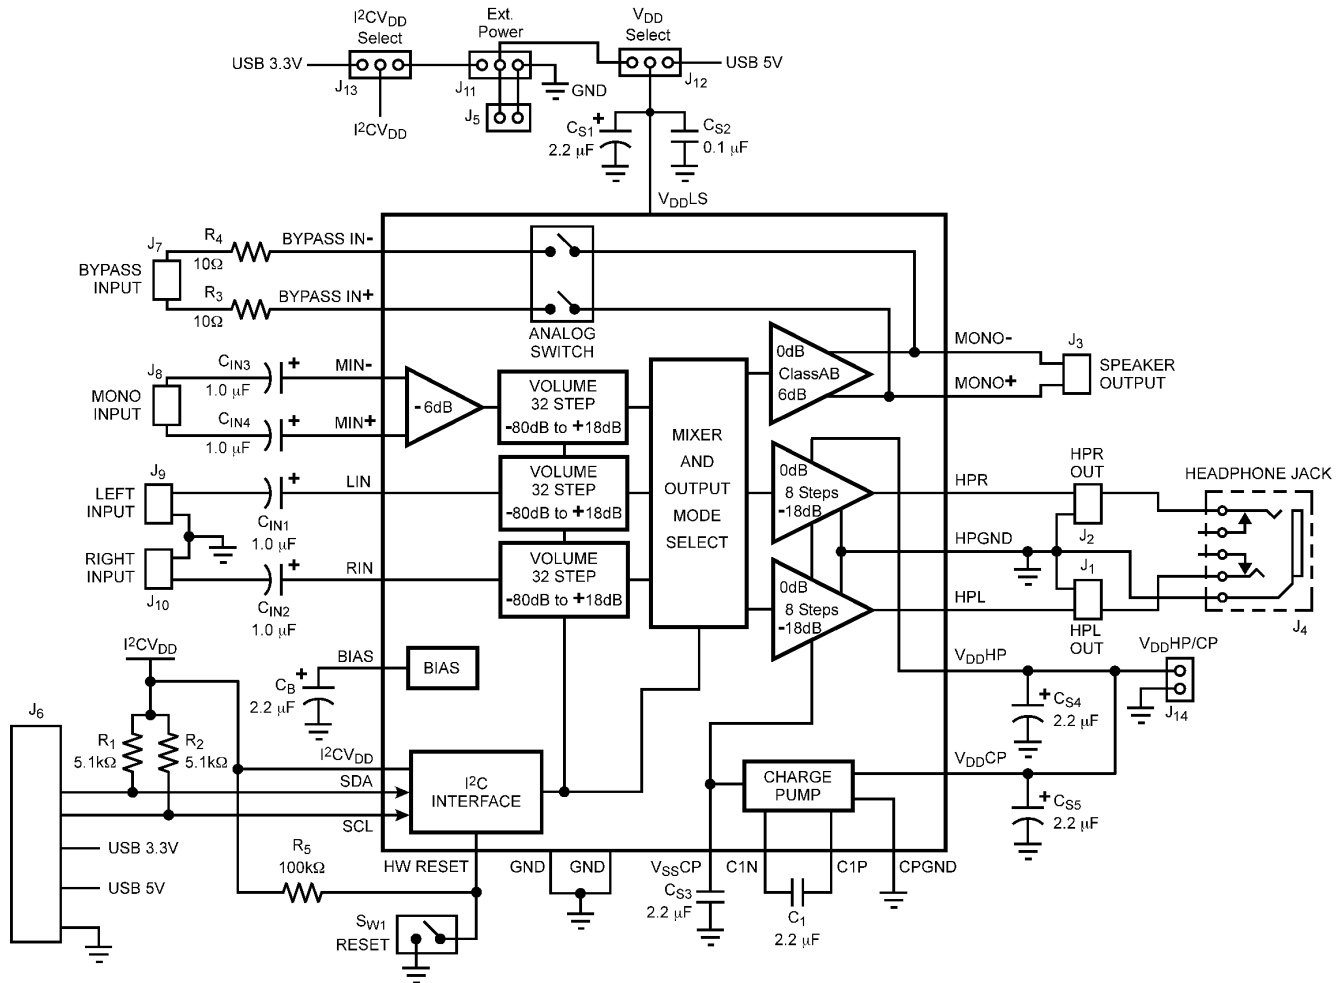 I2CVDD
Select
Ext.
Power
VDD
Select
USB 3.3V
J13
J11
GND
J12
USB 5V
I2CVDD
J5
CS1
2.2 µF
+
CS2
0.1 µF
VDDLS
J7
BYPASS
INPUT
R4
10Ω
BYPASS IN-
R3
10Ω
BYPASS IN+
ANALOG
SWITCH
J8
MONO
INPUT
CIN3
1.0 µF
+
MIN-
CIN4
1.0 µF
+
MIN+
-6dB
VOLUME
32 STEP
-80dB to +18dB
J9
LEFT
INPUT
CIN1
1.0 µF
+
LIN
VOLUME
32 STEP
-80dB to +18dB
RIGHT
INPUT
J10
CIN2
1.0 µF
+
RIN
VOLUME
32 STEP
-80dB to +18dB
MIXER
AND
OUTPUT
MODE
SELECT
0dB
ClassAB
6dB
MONO-
MONO+
J3
SPEAKER
OUTPUT
0dB
8 Steps
-18dB
HPR
HPR
OUT
J2
HEADPHONE JACK
HPGND
0dB
8 Steps
-18dB
HPL
J1
HPL
OUT
J4
BIAS
+
CB
2.2 µF
BIAS
VDDHP
+
CS4
2.2 µF
VDDHP/CP
J14
I2CVDD
J6
R1
5.1kΩ
R2
5.1kΩ
I2CVDD
SDA
SCL
I2C
INTERFACE
CHARGE
PUMP
VDDCP
+
CS5
2.2 µF
USB 3.3V
USB 5V
R5
100kΩ
HW RESET
GND
GND
VSSCP
C1N
C1P
CPGND
CS3
2.2 µF
C1
2.2 µF
SW1
RESET